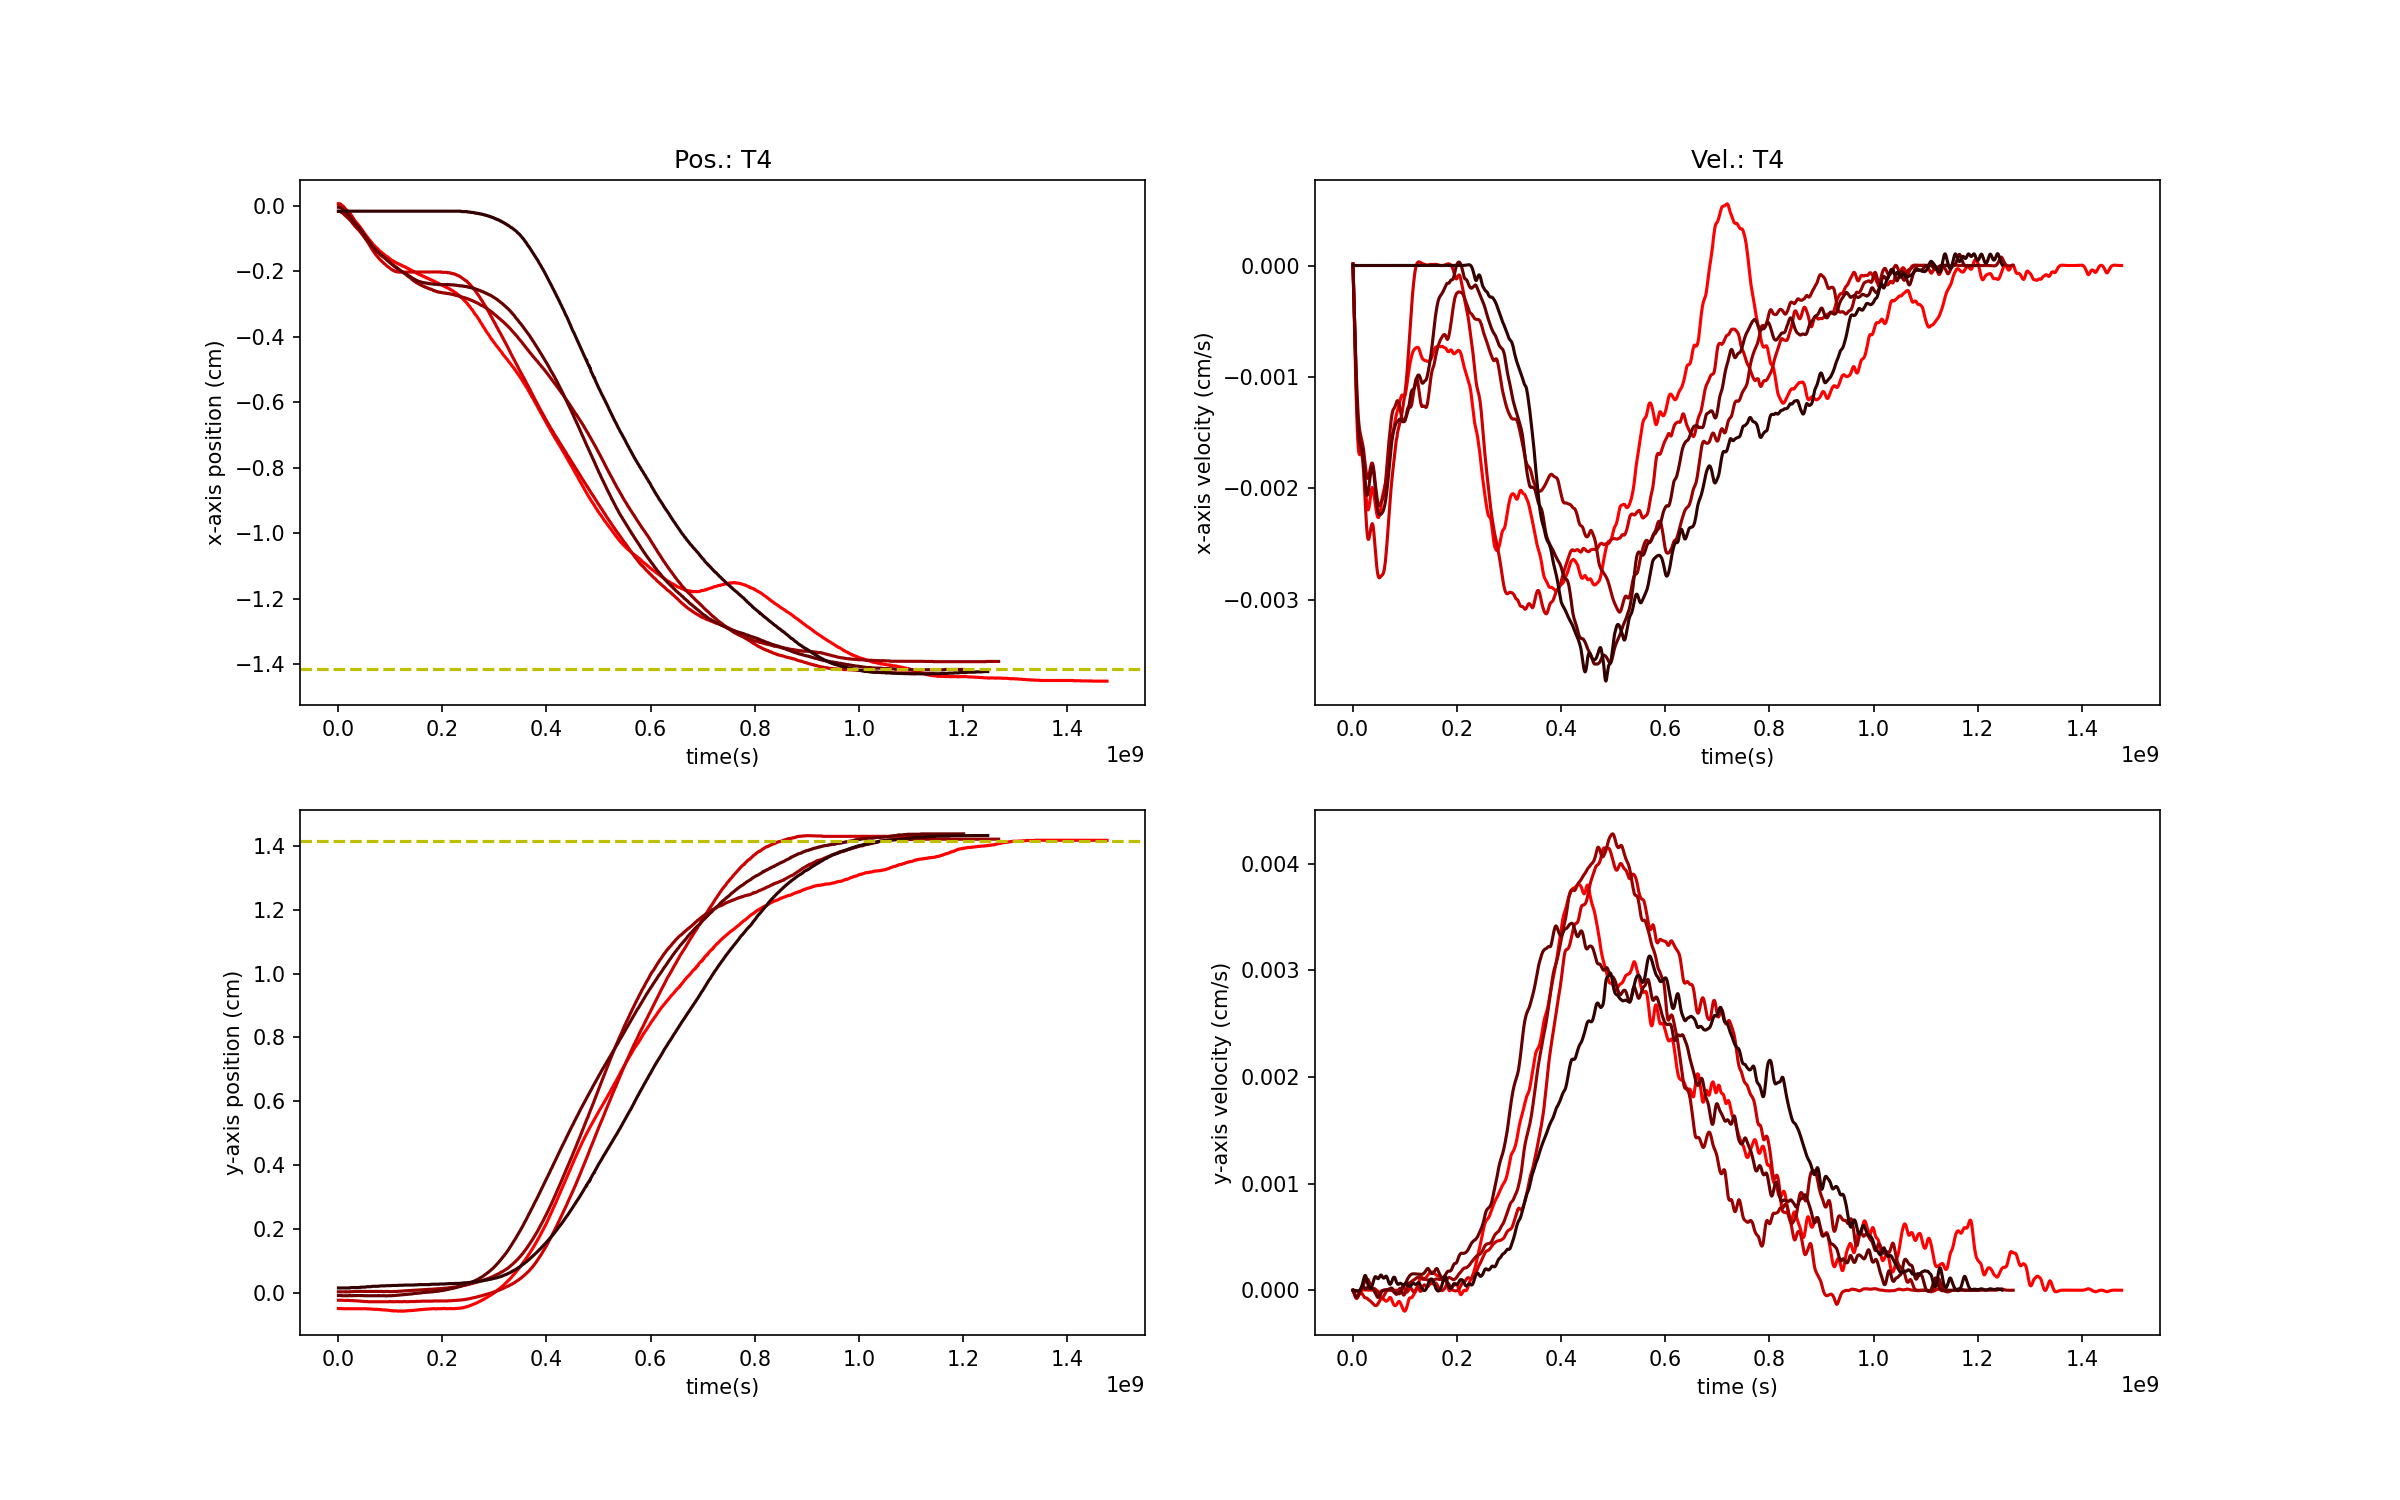 Pos.: T4
0.0
−0.2
−0.4
−0.6
−0.8
−1.0
−1.2
−1.4
x-axis position (cm)
0.0 0.2 0.4 0.6 0.8 1.0 1.2 1.4
time(s)
1e9
Vel.: T4
0.000
−0.001
−0.002
−0.003
x-axis velocity (cm/s)
0.0 0.2 0.4 0.6 0.8 1.0 1.2 1.4
time(s)
1e9
1.4
1.2
1.0
0.8
0.6
0.4
0.2
0.0
y-axis position (cm)
0.0 0.2 0.4 0.6 0.8 1.0 1.2 1.4
time(s)
1e9
0.004
0.003
0.002
0.001
0.000
y-axis velocity (cm/s)
0.0 0.2 0.4 0.6 0.8 1.0 1.2 1.4
time (s)
1e9